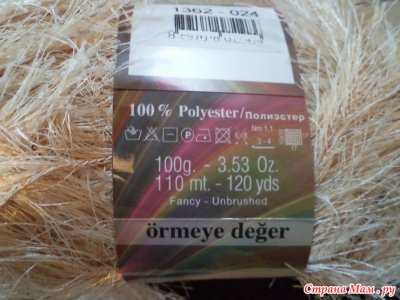 1362 - 024
100% Polyester/Полиэстер
Nm 1,1
3-4
100g. - 3.53 Oz.
110 mt. - 120 yds
Fancy - Unbrushed
örmeye değer
Страна Мам.ру